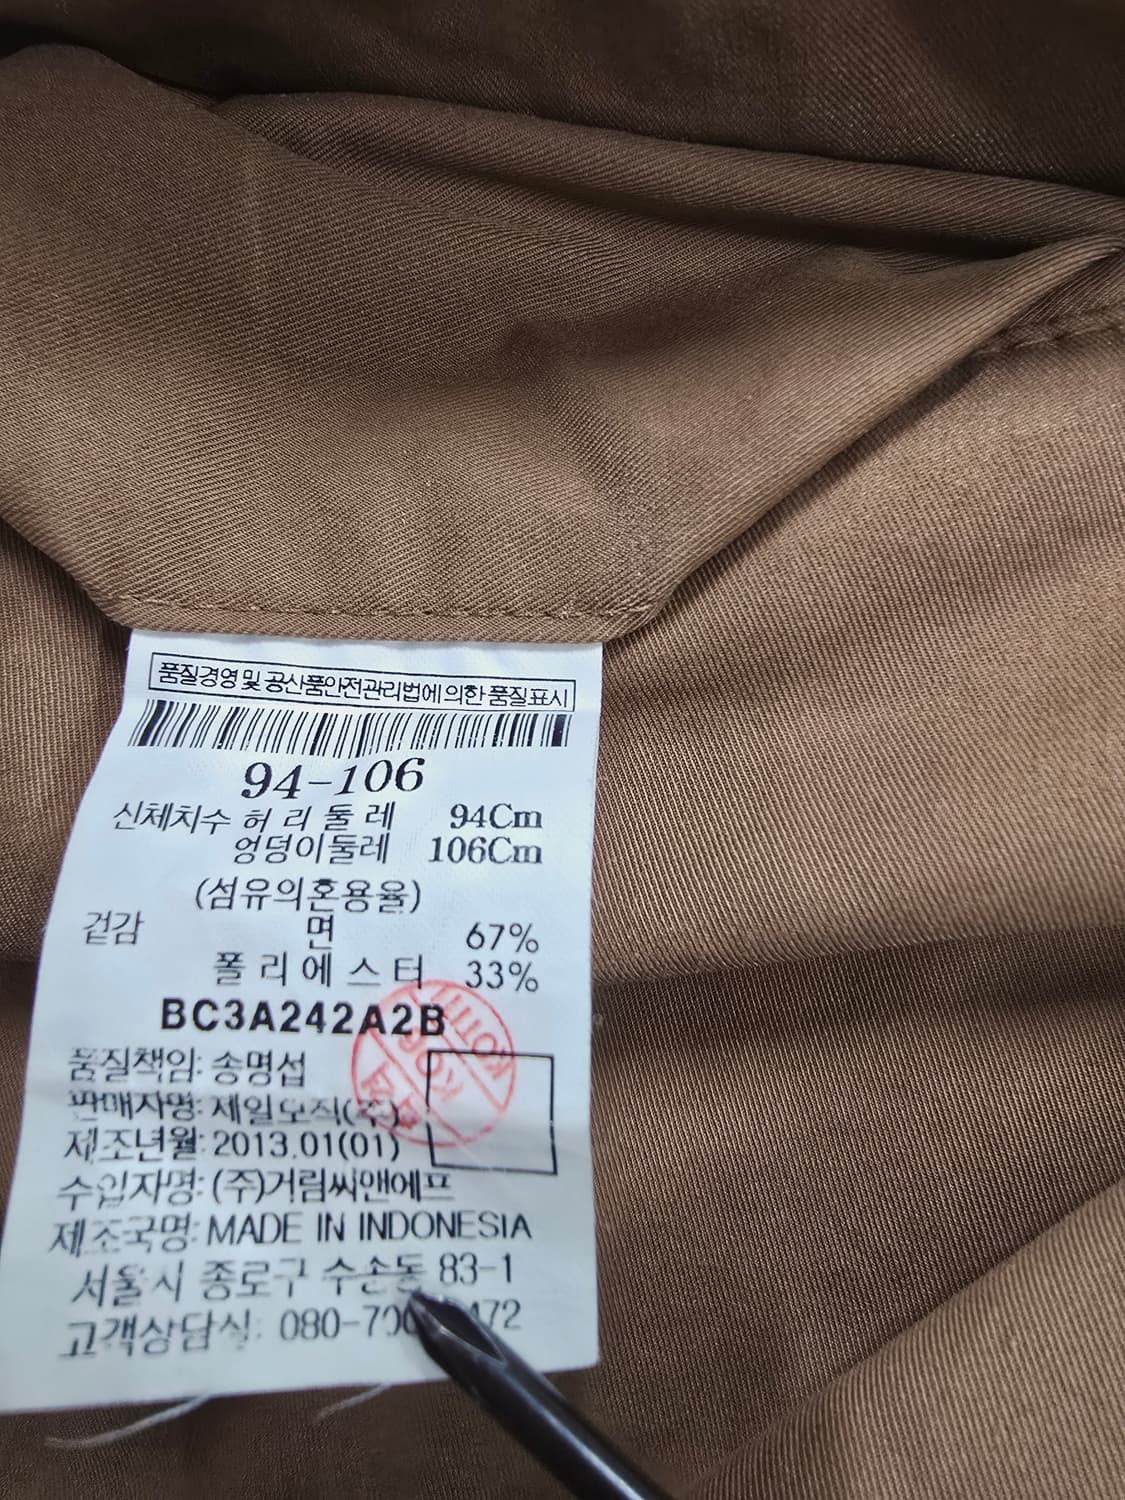 품질경영 및 공산품안전관리법에 의한 품질표시
94-106
신체치수 허리둘레 94Cm
엉덩이둘레 106Cm
(섬유의혼용율)
겉감 면 67%
폴리에스터 33%
BC3A242A2B
품질책임: 송명섭
판매자명: 제일모직(주)
제조년월: 2013.01(01)
수입자명: (주)거림씨앤에프
제조국명: MADE IN INDONESIA
서울시 종로구 수송동 83-1
고객상담실: